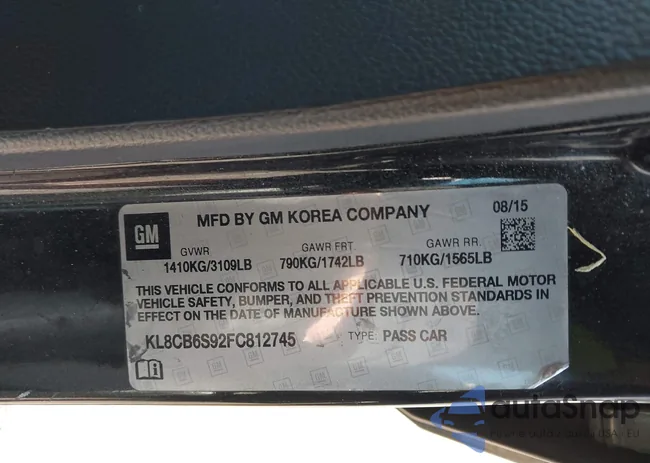 GM
MFD BY GM KOREA COMPANY
08/15
GVWR
GAWR FRT.
GAWR RR.
1410KG/3109LB
790KG/1742LB
710KG/1565LB
THIS VEHICLE CONFORMS TO ALL APPLICABLE U.S. FEDERAL MOTOR
VEHICLE SAFETY, BUMPER, AND THEFT PREVENTION STANDARDS IN
EFFECT ON THE DATE OF MANUFACTURE SHOWN ABOVE.
KL8CB6S92FC812745
TYPE: PASS CAR
autoSnap